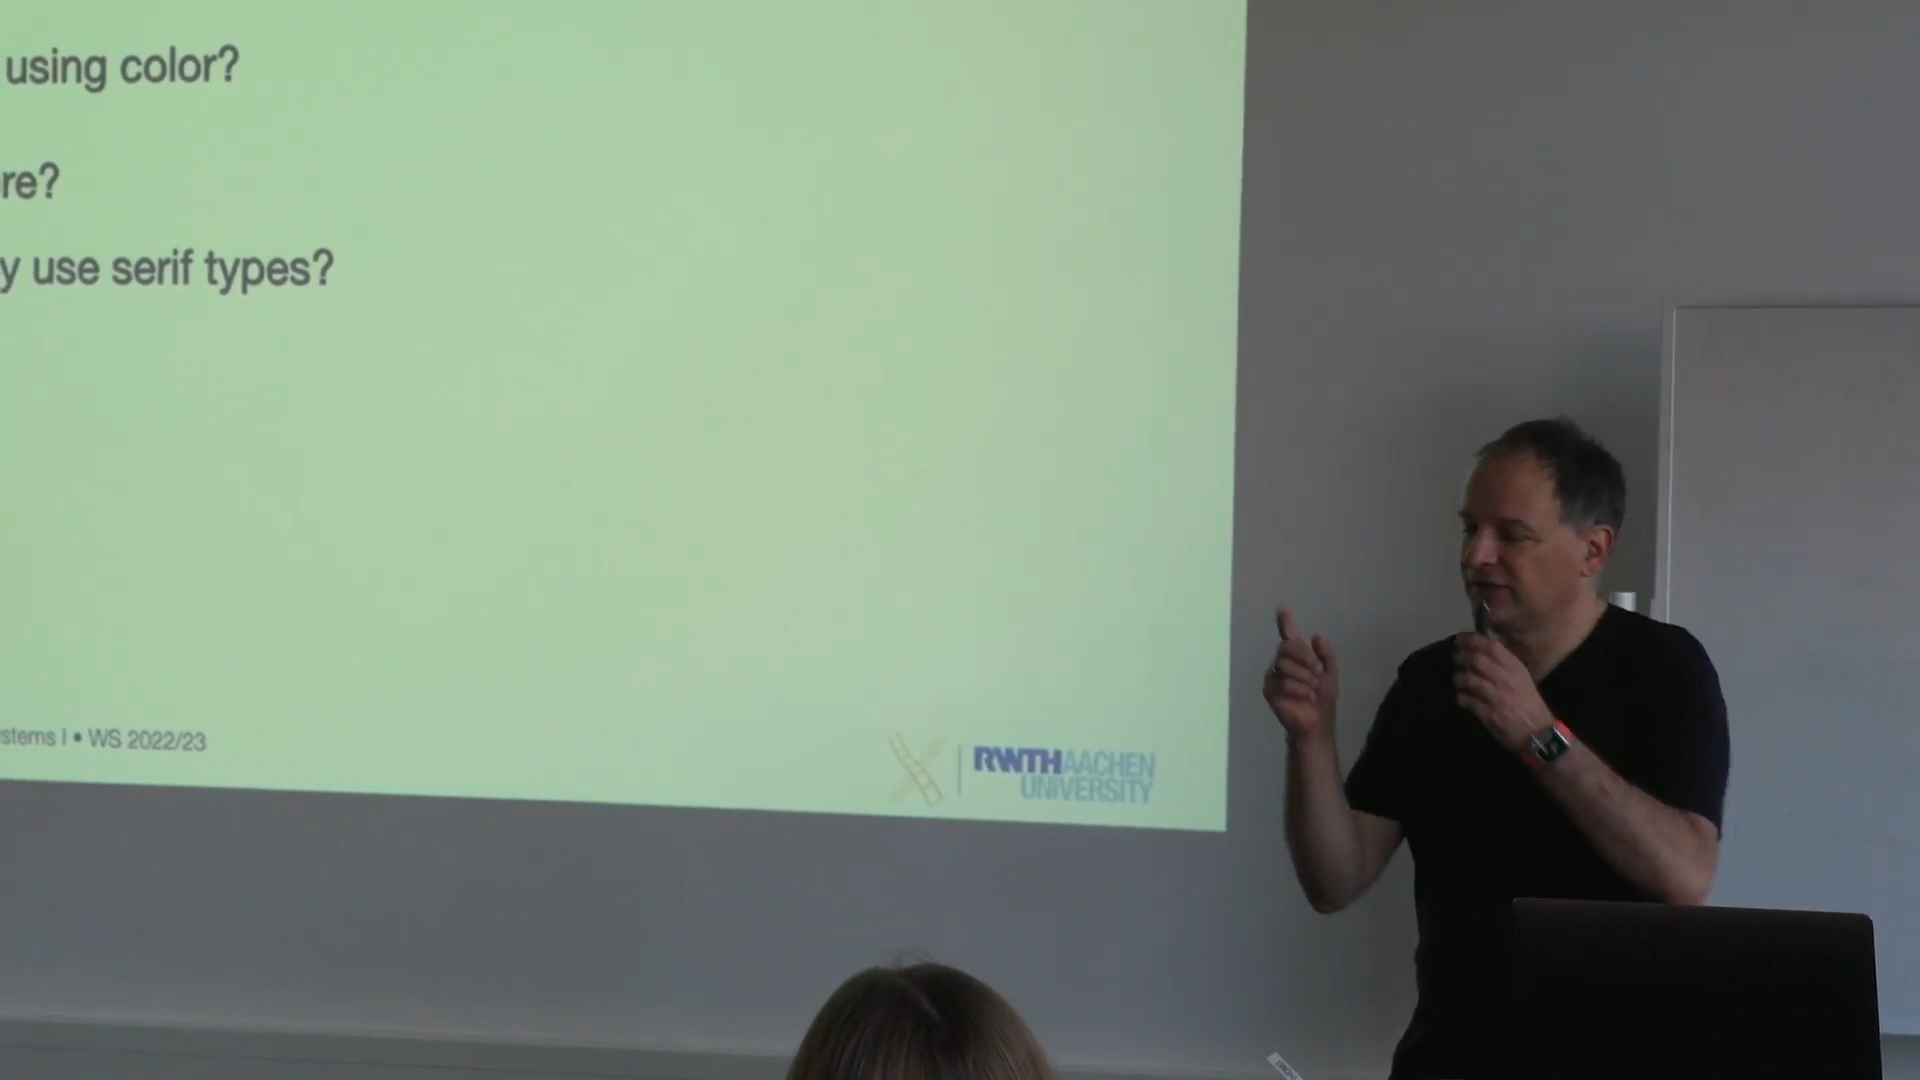 using color?
re?
y use serif types?
stems I • WS 2022/23
RWTHAACHEN
UNIVERSITY